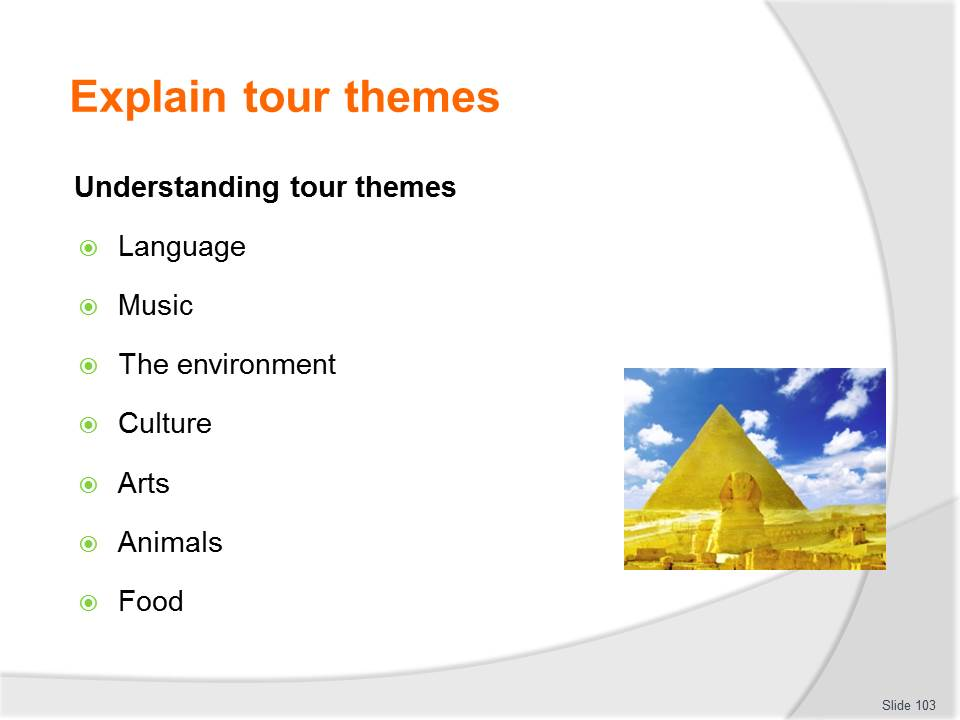 Explain tour themes
Understanding tour themes
Language
Music
The environment
Culture
Arts
Animals
Food
Slide 103